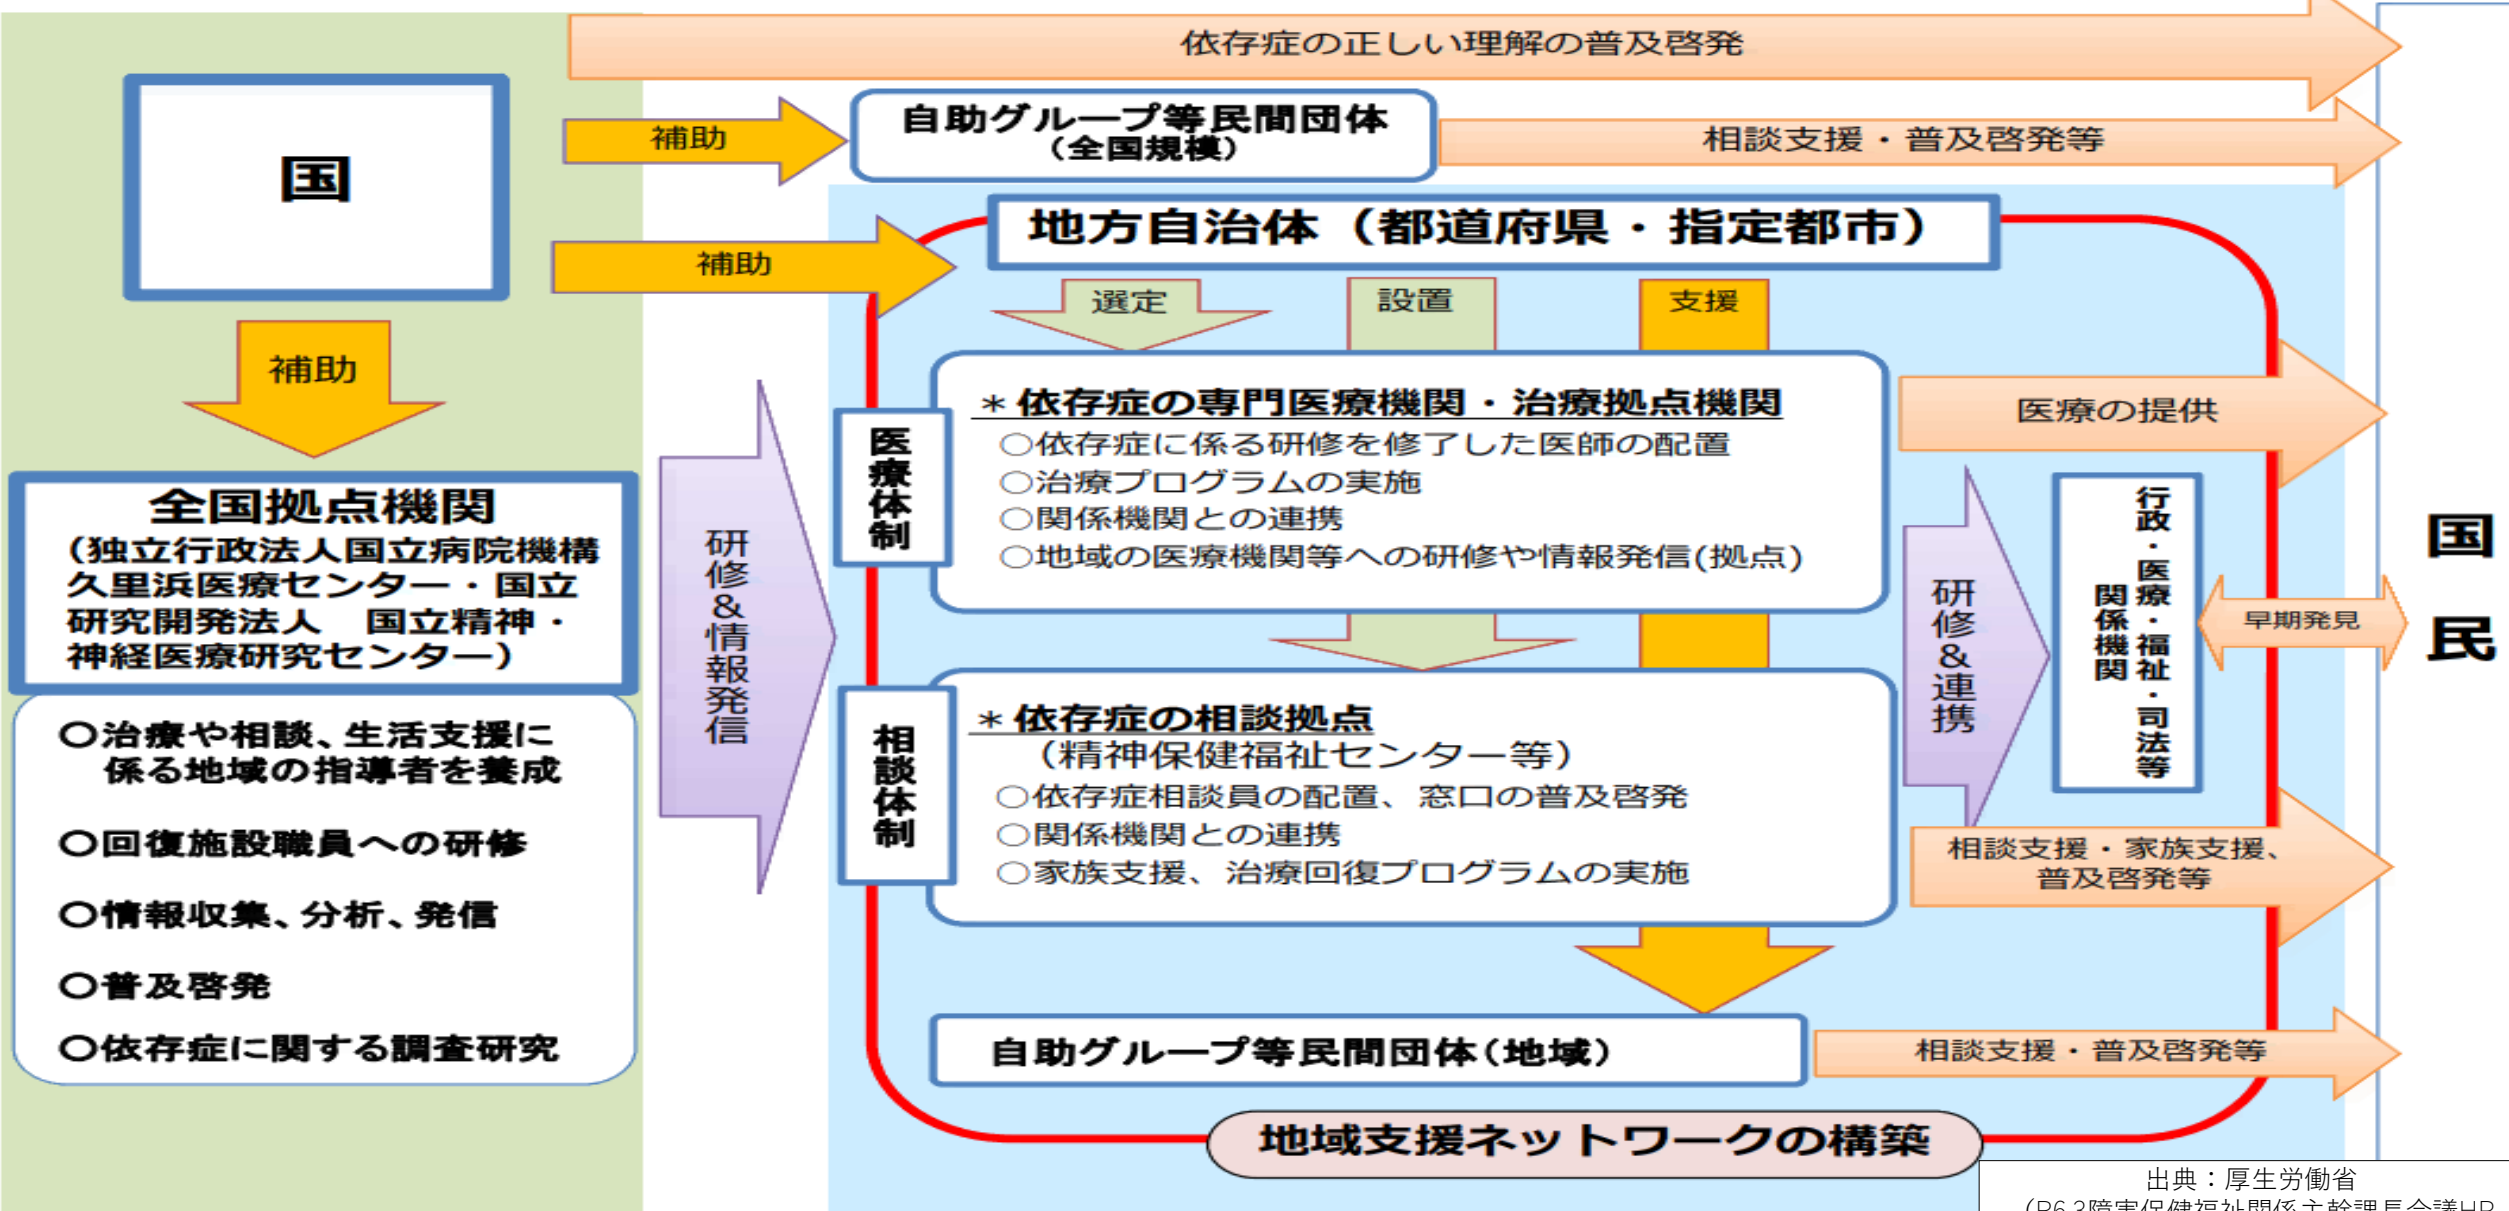 依存症の正しい理解の普及啓発
国
補助
自助グループ等民間団体
（全国規模）
相談支援・普及啓発等
補助
地方自治体（都道府県・指定都市）
選定
設置
支援
補助
全国拠点機関
（独立行政法人国立病院機構
久里浜医療センター・国立
研究開発法人　国立精神・
神経医療研究センター）
○治療や相談、生活支援に
係る地域の指導者を養成
○回復施設職員への研修
○情報収集、分析、発信
○普及啓発
○依存症に関する調査研究
研修&情報発信
医療体制
＊依存症の専門医療機関・治療拠点機関
○依存症に係る研修を修了した医師の配置
○治療プログラムの実施
○関係機関との連携
○地域の医療機関等への研修や情報発信(拠点)
相談体制
＊依存症の相談拠点
（精神保健福祉センター等）
○依存症相談員の配置、窓口の普及啓発
○関係機関との連携
○家族支援、治療回復プログラムの実施
医療の提供
研修&連携
行政・医療・福祉・司法等
関係機関
早期発見
国民
相談支援・家族支援、
普及啓発等
自助グループ等民間団体(地域)
相談支援・普及啓発等
地域支援ネットワークの構築
出典：厚生労働省
（R6.3障害保健福祉関係主幹課長会議HP